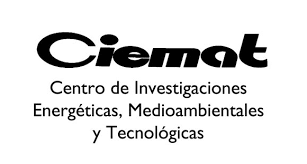 Ciemat
Centro de Investigaciones
Energéticas, Medioambientales
y Tecnológicas